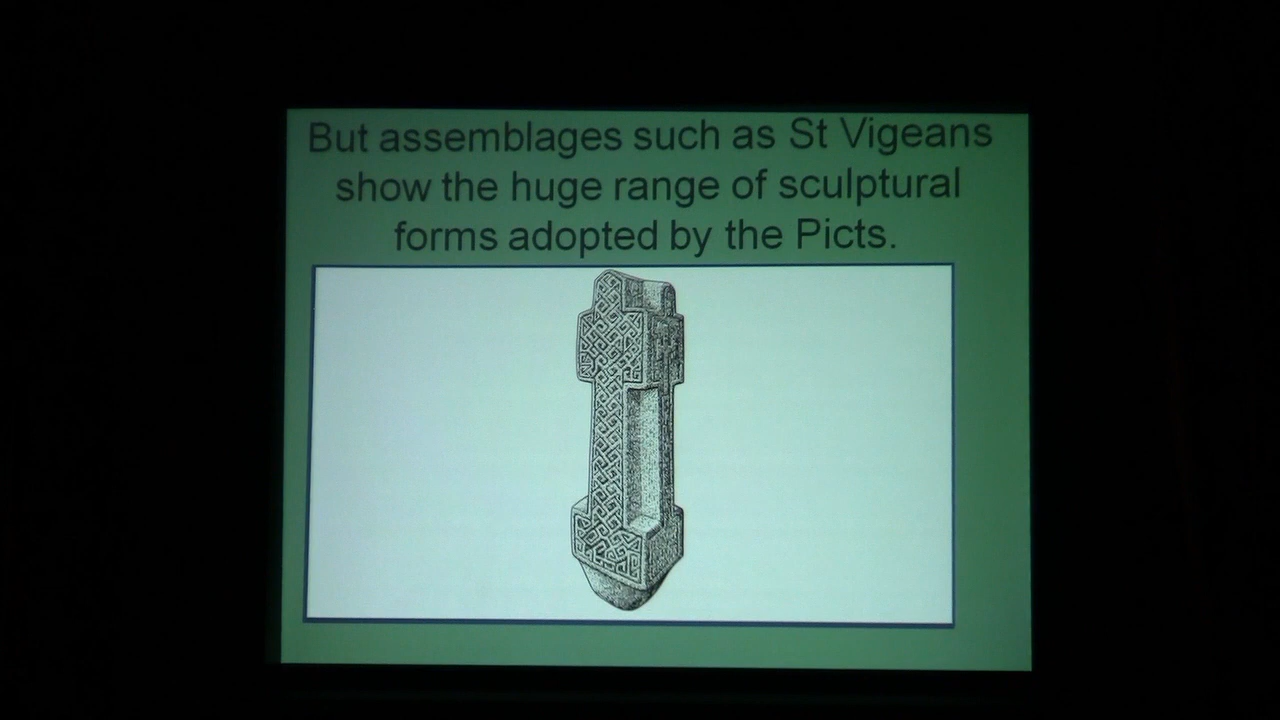 But assemblages such as St Vigeans
show the huge range of sculptural
forms adopted by the Picts.